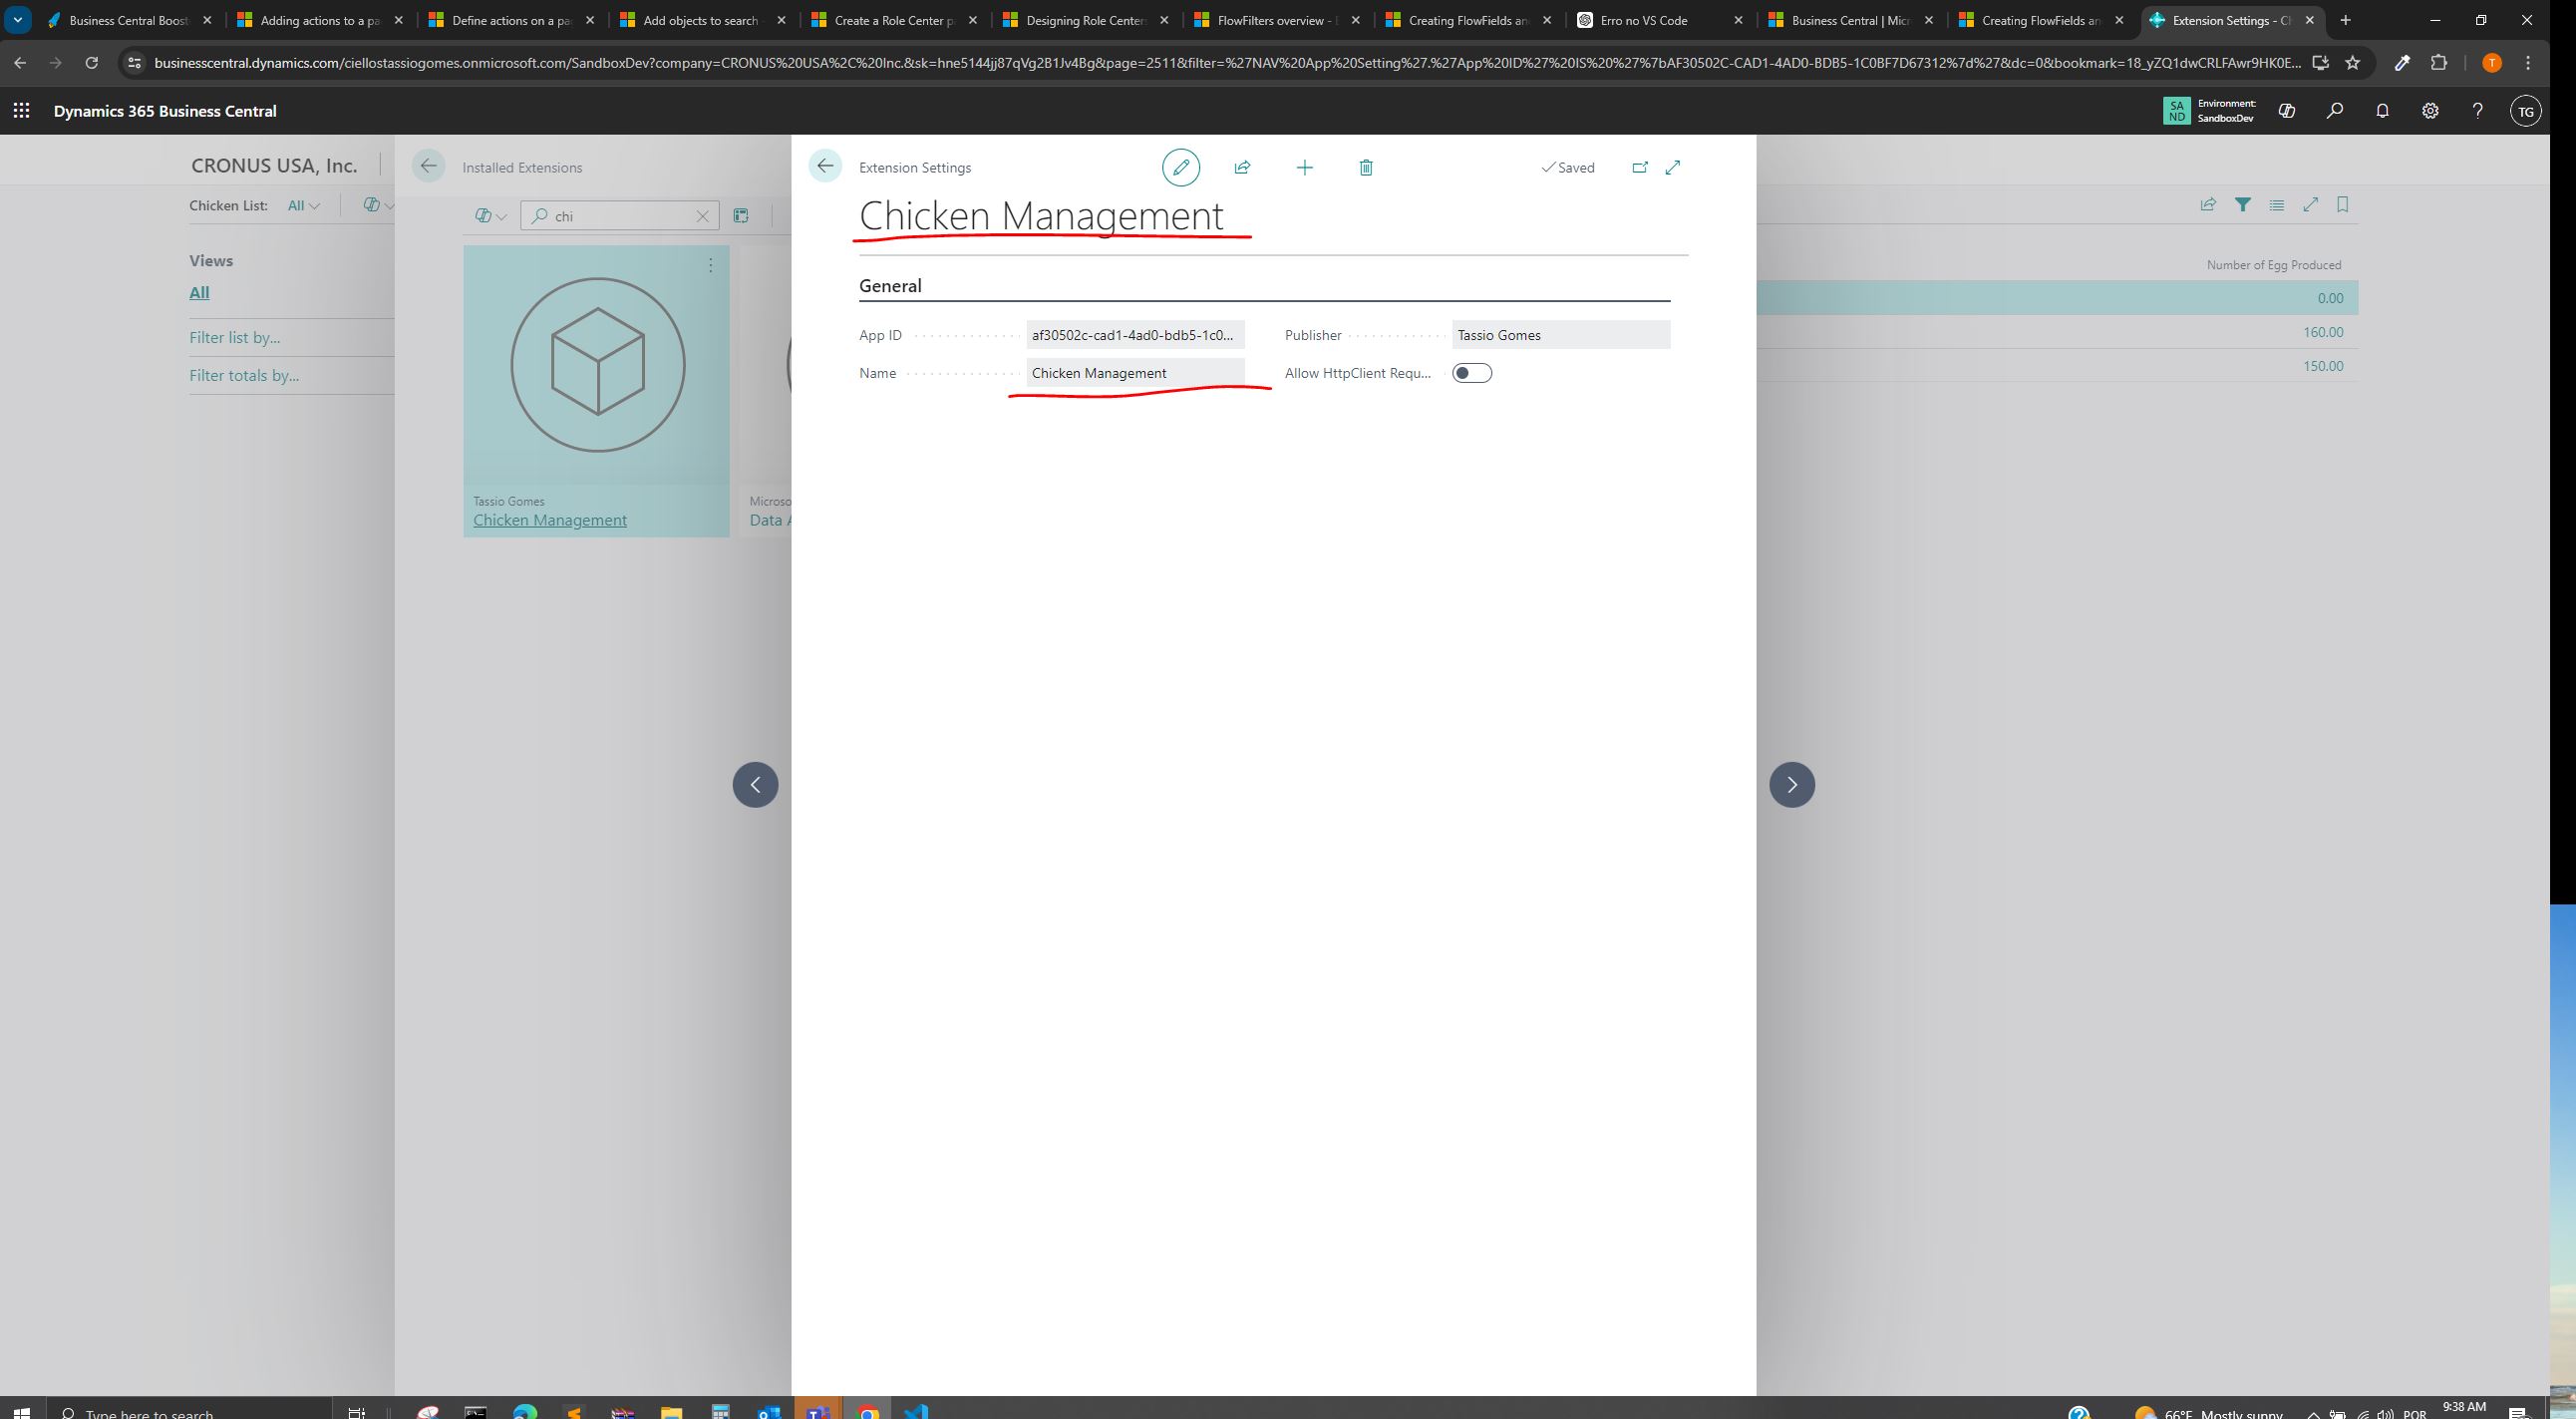 Business Central Boost
Adding actions to a pa
Define actions on a pa
Add objects to search
Create a Role Center p
Designing Role Center
FlowFilters overview -
Creating FlowFields an
Erro no VS Code
Business Central | Mic
Creating FlowFields an
Extension Settings - C
businesscentral.dynamics.com/ciellostassiogomes.onmicrosoft.com/SandboxDev?company=CRONUS%20USA%2C%20Inc.&sk=hne5144jj87qVg2B1Jv4Bg&page=2511&filter=%27NAV%20App%20Setting%27.%27App%20ID%27%20IS%20%27%7bAF30502C-CAD1-4AD0-BDB5-1C0BF7D67312%7d%27&dc=0&bookmark=18_yZQ1dwCRLFAwr9HK0E...
T
Dynamics 365 Business Central
SA
ND
Environment:
SandboxDev
TG
CRONUS USA, Inc.
Chicken List: All
Views
All
Filter list by...
Filter totals by...
Installed Extensions
chi
Tassio Gomes
Chicken Management
Microso
Data
Extension Settings
Saved
Chicken Management
General
App ID af30502c-cad1-4ad0-bdb5-1c0...
Publisher Tassio Gomes
Name Chicken Management
Allow HttpClient Requ...
Number of Egg Produced
0.00
160.00
150.00
Type here to search
66°F Mostly sunny
POR
9:38 AM